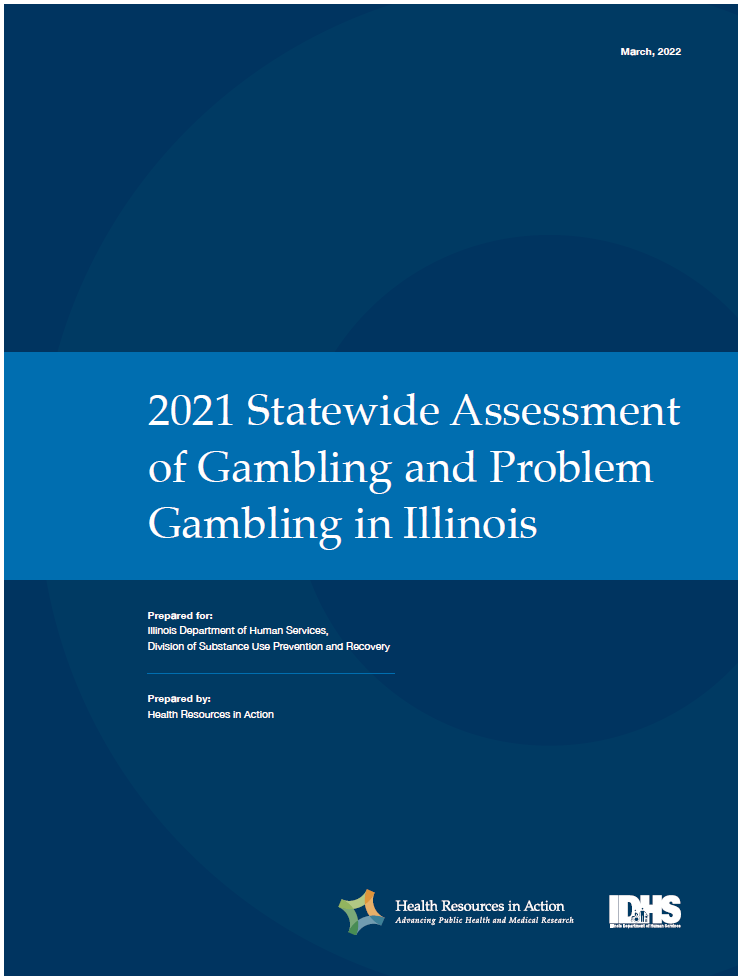 March, 2022
2021 Statewide Assessment
of Gambling and Problem
Gambling in Illinois
Prepared for:
Illinois Department of Human Services,
Division of Substance Use Prevention and Recovery
Prepared by:
Health Resources in Action
Health Resources in Action
Advancing Public Health and Medical Research
IDHS
Illinois Department of Human Services